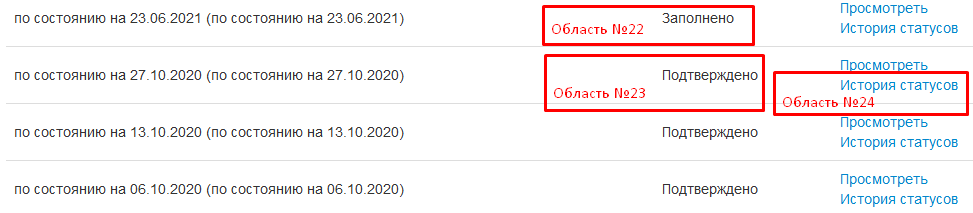 по состоянию на 23.06.2021 (по состоянию на 23.06.2021) Заполнено Просмотреть
Область №22 История статусов
по состоянию на 27.10.2020 (по состоянию на 27.10.2020) Подтверждено Просмотреть
Область №23 История статусов
Область №24
по состоянию на 13.10.2020 (по состоянию на 13.10.2020) Подтверждено Просмотреть
История статусов
по состоянию на 06.10.2020 (по состоянию на 06.10.2020) Подтверждено Просмотреть
История статусов